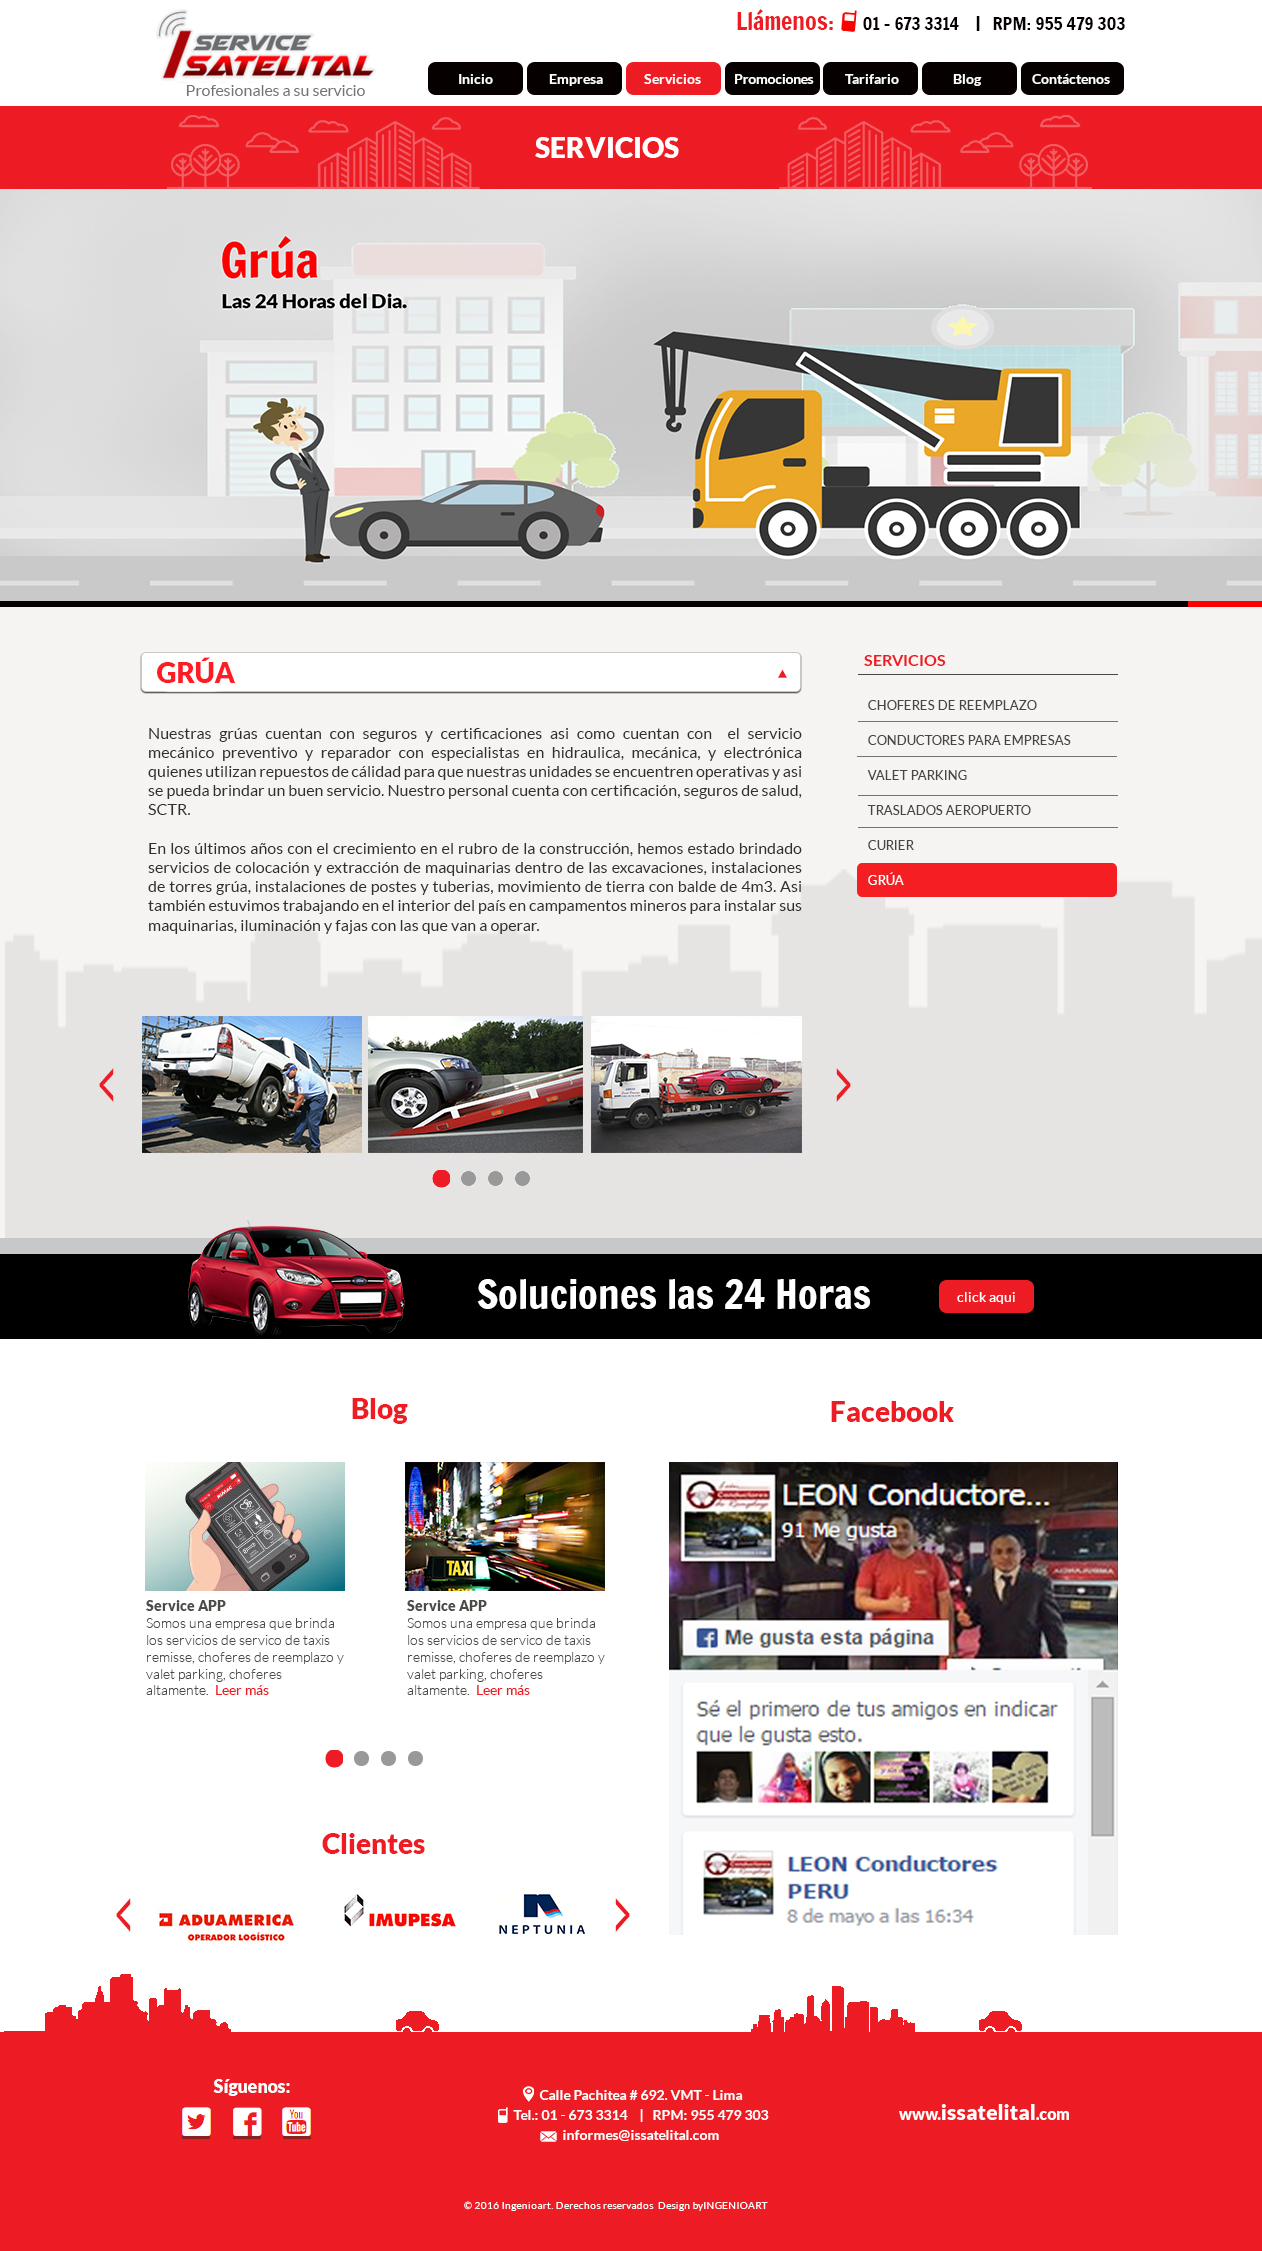 Llámenos: 01 - 673 3314 | RPM: 955 479 303
SERVICE
SATELITAL
Profesionales a su servicio
Inicio Empresa Servicios Promociones Tarifario Blog Contáctenos
SERVICIOS
Grúa
Las 24 Horas del Dia.
GRÚA
Nuestras grúas cuentan con seguros y certificaciones asi como cuentan con el servicio
mecánico preventivo y reparador con especialistas en hidraulica, mecánica, y electrónica
quienes utilizan repuestos de cálidad para que nuestras unidades se encuentren operativas y asi
se pueda brindar un buen servicio. Nuestro personal cuenta con certificación, seguros de salud,
SCTR.
En los últimos años con el crecimiento en el rubro de la construcción, hemos estado brindado
servicios de colocación y extracción de maquinarias dentro de las excavaciones, instalaciones
de torres grúa, instalaciones de postes y tuberias, movimiento de tierra con balde de 4m3. Asi
también estuvimos trabajando en el interior del país en campamentos mineros para instalar sus
maquinarias, iluminación y fajas con las que van a operar.
SERVICIOS
CHOFERES DE REEMPLAZO
CONDUCTORES PARA EMPRESAS
VALET PARKING
TRASLADOS AEROPUERTO
CURIER
GRÚA
Soluciones las 24 Horas
click aqui
Blog
TAXI
Service APP
Somos una empresa que brinda
los servicios de servico de taxis
remisse, choferes de reemplazo y
valet parking, choferes
altamente. Leer más
Service APP
Somos una empresa que brinda
los servicios de servico de taxis
remisse, choferes de reemplazo y
valet parking, choferes
altamente. Leer más
Facebook
LEON Conductore...
91 Me gusta
Me gusta esta página
Sé el primero de tus amigos en indicar
que le gusta esto.
LEON Conductores
PERU
8 de mayo a las 16:34
Clientes
ADUAMERICA
OPERADOR LOGÍSTICO
IMUPESA
NEPTUNIA
Síguenos:
You
Tube
Calle Pachitea # 692. VMT - Lima
Tel.: 01 - 673 3314 | RPM: 955 479 303
informes@issatelital.com
www.issatelital.com
© 2016 Ingenioart. Derechos reservados Design byINGENIOART